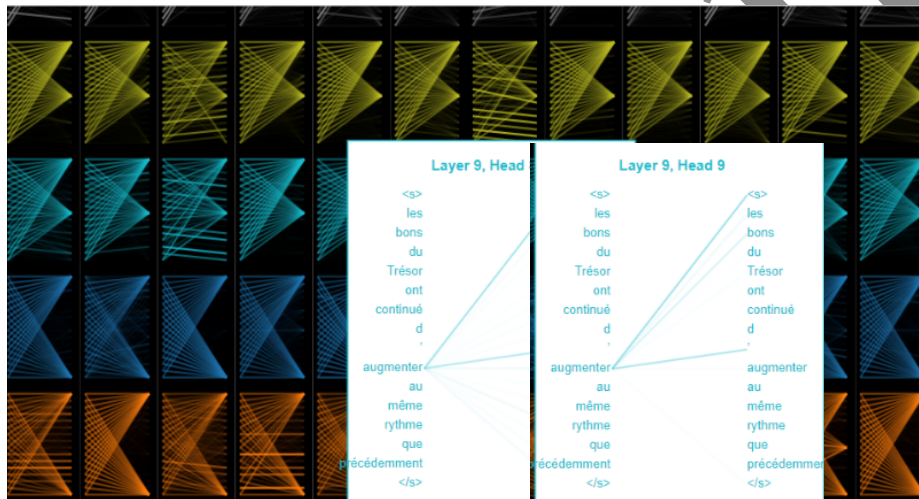 Layer 9, Head
<s>
les
bons
du
Trésor
ont
continué
d
'
augmenter
au
même
rythme
que
précédemment
</s>
Layer 9, Head 9
<s> <s>
les les
bons bons
du du
Trésor Trésor
ont ont
continué continué
d d
' '
augmenter augmenter
au au
même même
rythme rythme
que que
récédemment précédemmen
</s> </s>